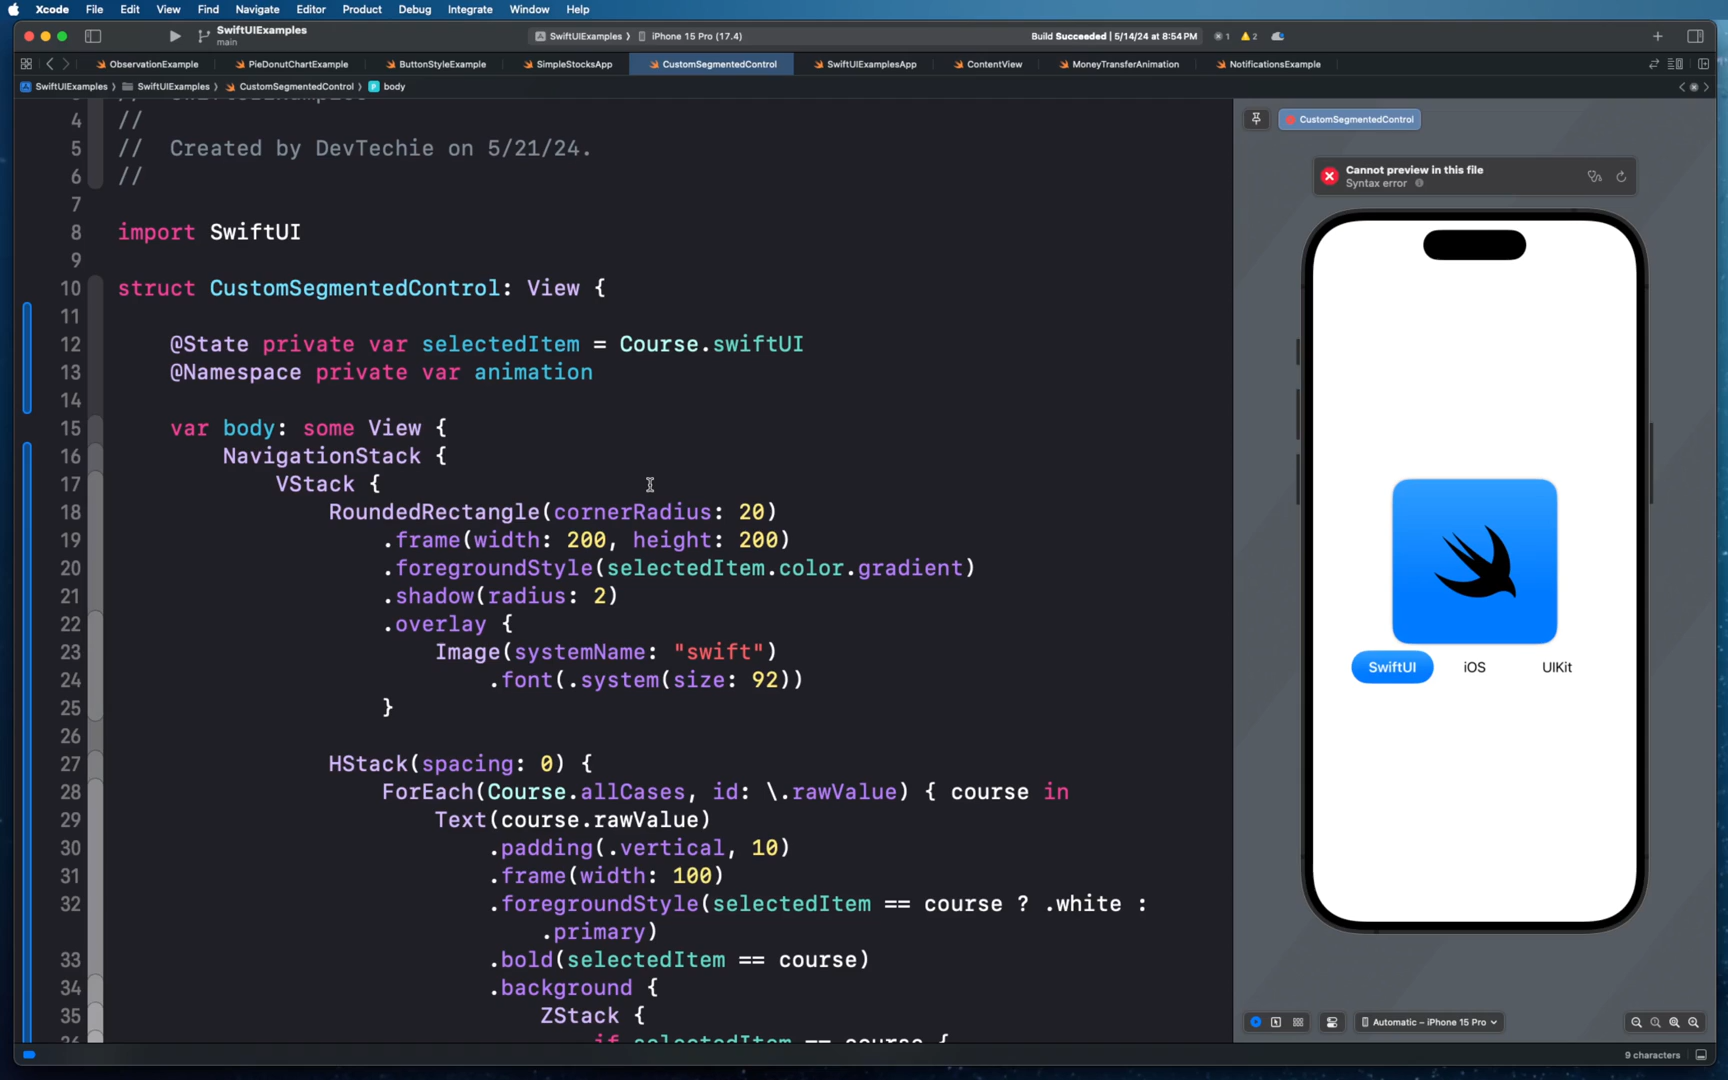 Xcode File Edit View Find Navigate Editor Product Debug Integrate Window Help
SwiftUIExamples
main
SwiftUIExamples › iPhone 15 Pro (17.4)
Build Succeeded | 5/14/24 at 8:54 PM
1 2
ObservationExample PieDonutChartExample ButtonStyleExample SimpleStocksApp CustomSegmentedControl SwiftUIExamplesApp ContentView MoneyTransferAnimation NotificationsExample
SwiftUIExamples › SwiftUIExamples › CustomSegmentedControl › P body
4 //
5 //  Created by DevTechie on 5/21/24.
6 //
7
8 import SwiftUI
9
10 struct CustomSegmentedControl: View {
11
12     @State private var selectedItem = Course.swiftUI
13     @Namespace private var animation
14
15     var body: some View {
16         NavigationStack {
17             VStack {
18                 RoundedRectangle(cornerRadius: 20)
19                     .frame(width: 200, height: 200)
20                     .foregroundStyle(selectedItem.color.gradient)
21                     .shadow(radius: 2)
22                     .overlay {
23                         Image(systemName: "swift")
24                             .font(.system(size: 92))
25                     }
26
27                 HStack(spacing: 0) {
28                     ForEach(Course.allCases, id: \.rawValue) { course in
29                         Text(course.rawValue)
30                             .padding(.vertical, 10)
31                             .frame(width: 100)
32                             .foregroundStyle(selectedItem == course ? .white :
                                .primary)
33                             .bold(selectedItem == course)
34                             .background {
35                                 ZStack {
                                    if selectedItem == course {
CustomSegmentedControl
Cannot preview in this file
Syntax error
SwiftUI iOS UIKit
Automatic – iPhone 15 Pro
9 characters